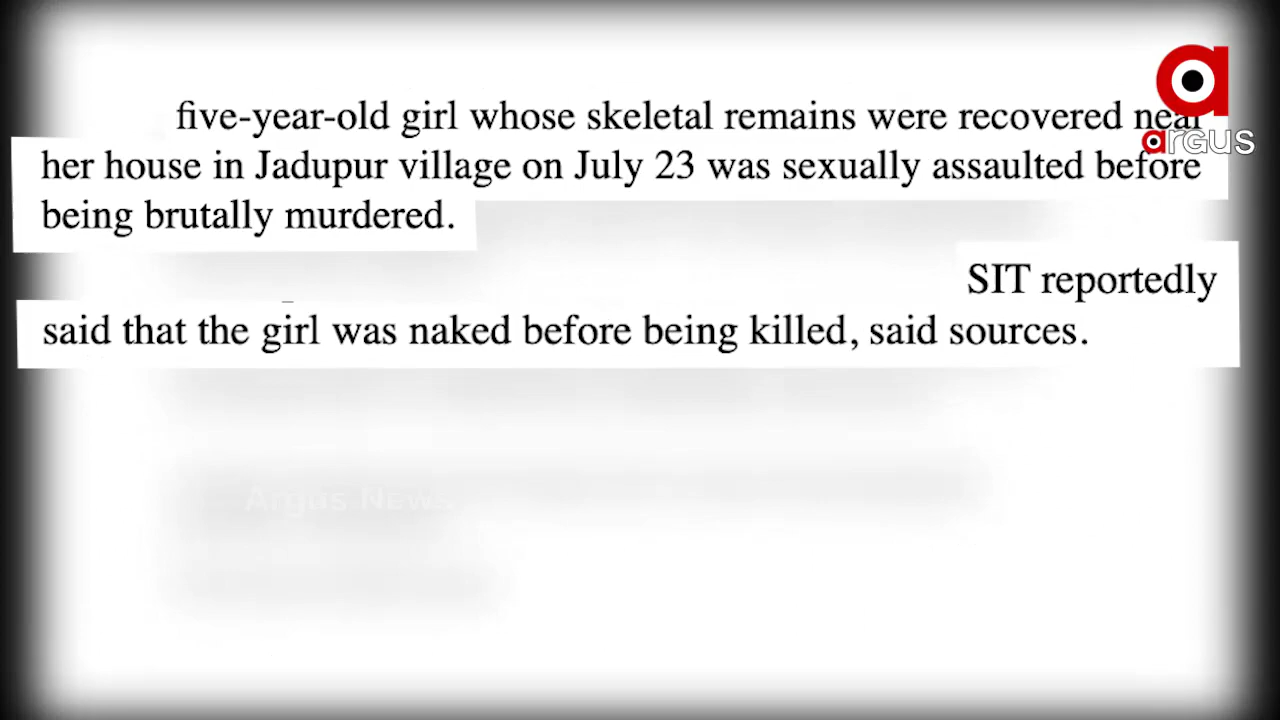 five-year-old girl whose skeletal remains were recovered near
her house in Jadupur village on July 23 was sexually assaulted before
being brutally murdered.
SIT reportedly
said that the girl was naked before being killed, said sources.
a
argus
Argus News